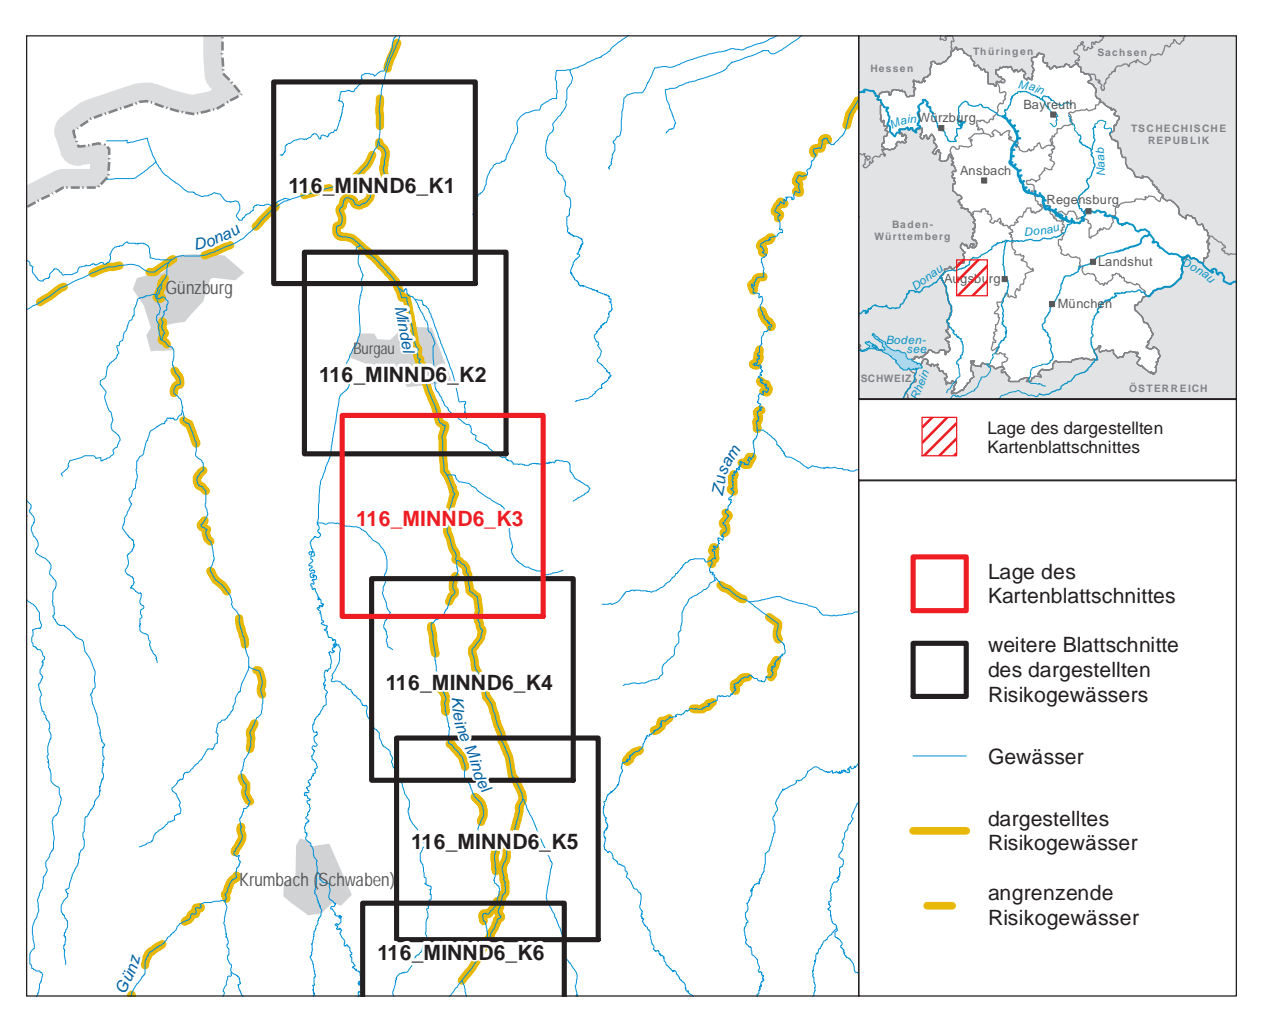 116_MINND6_K1
Donau
Günzburg
Mindel
Burgau
116_MINND6_K2
Zusam
116_MINND6_K3
116_MINND6_K4
Kleine Mindel
116_MINND6_K5
Krumbach (Schwaben)
116_MINND6_K6
Günz
Thüringen
Sachsen
Hessen
Main
Bayreuth
Main
Würzburg
TSCHECHISCHE
REPUBLIK
Naab
Ansbach
Regensburg
Baden-
Württemberg
Donau
Landshut
Donau
Donau
Augsburg
München
Boden-
see
SCHWEIZ
Rhein
ÖSTERREICH
Lage des dargestellten
Kartenblattschnittes
Lage des
Kartenblattschnittes
weitere Blattschnitte
des dargestellten
Risikogewässers
Gewässer
dargestelltes
Risikogewässer
angrenzende
Risikogewässer